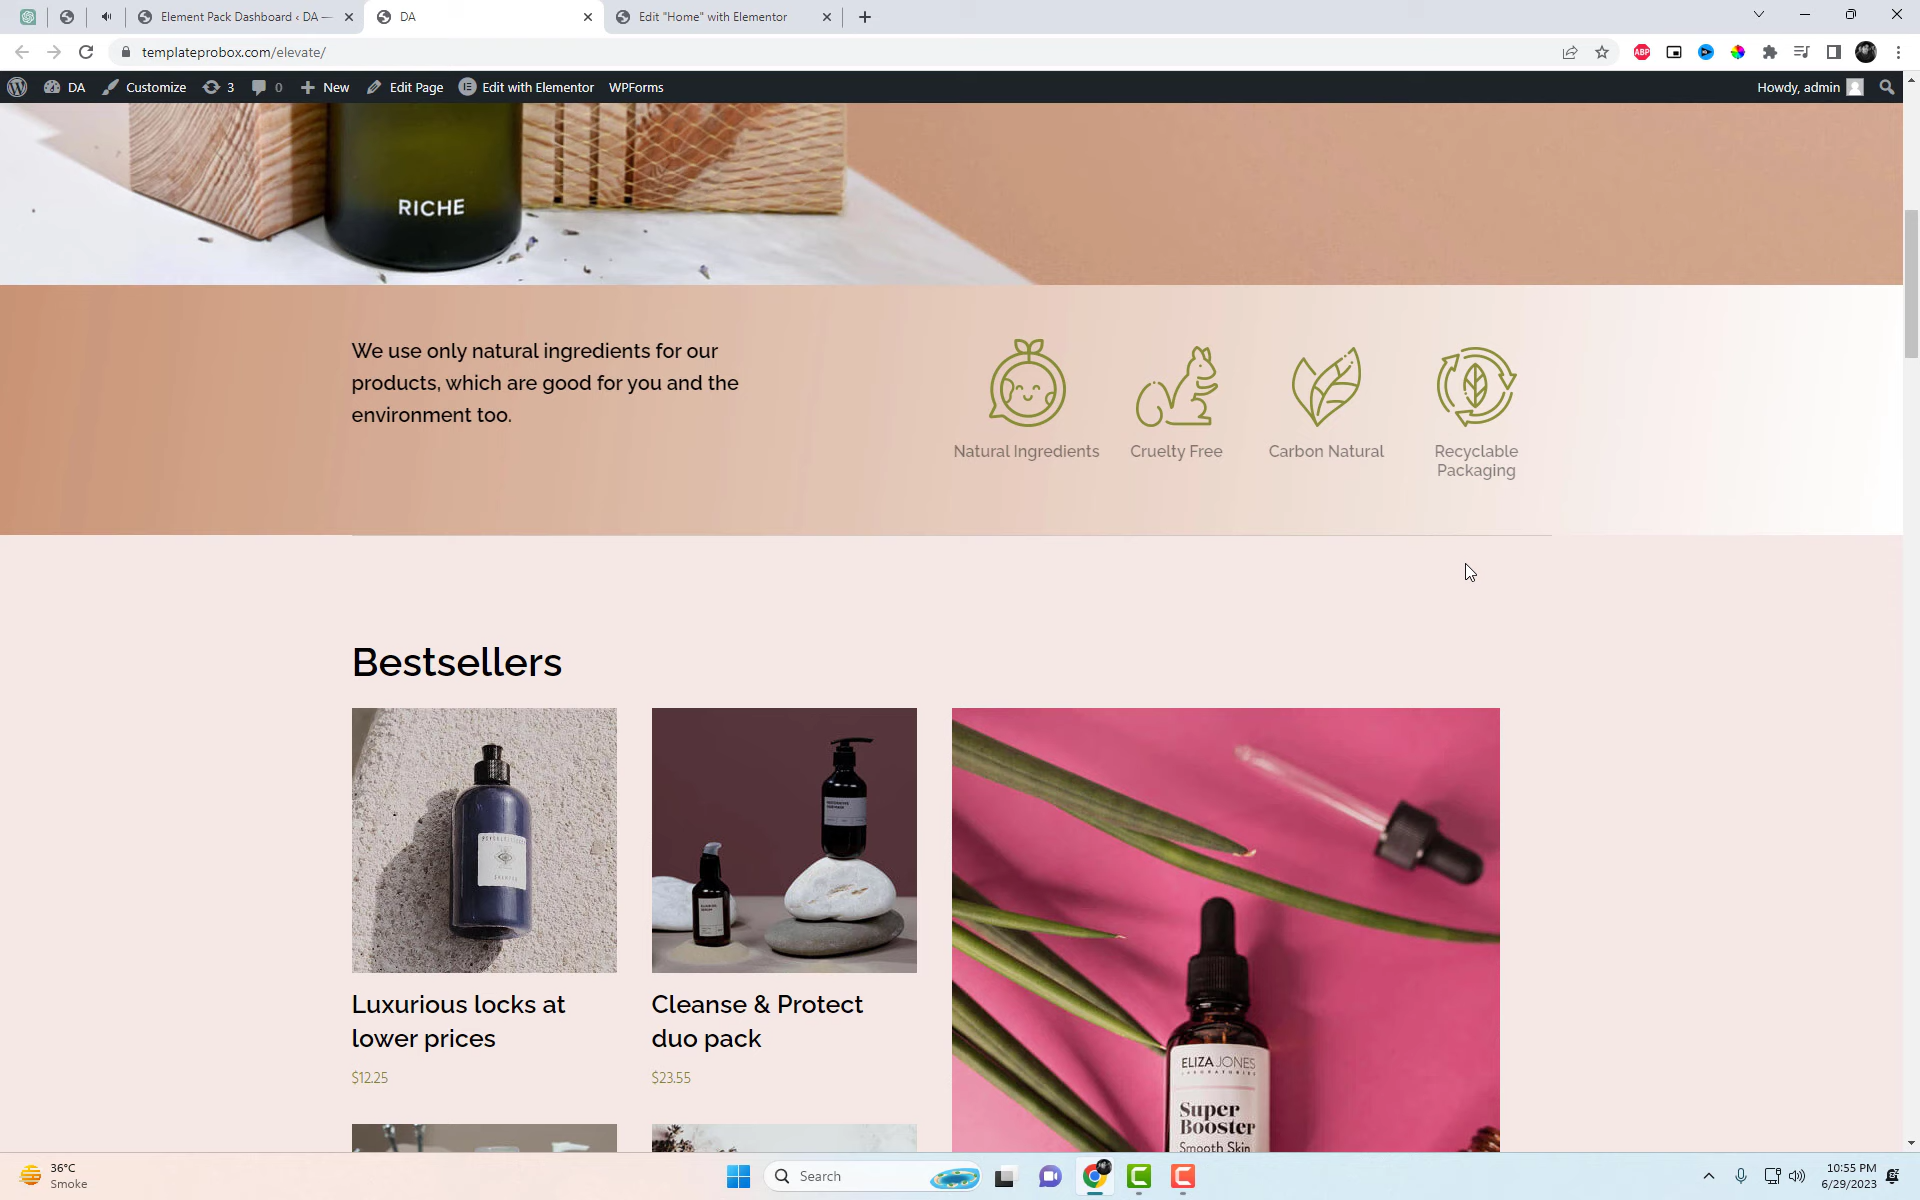 Element Pack Dashboard ‹ DA —
DA
Edit "Home" with Elementor
templateprobox.com/elevate/
ABP
DA
Customize
3
0
New
Edit Page
Edit with Elementor
WPForms
Howdy, admin
RICHE
We use only natural ingredients for our
products, which are good for you and the
environment too.
Natural Ingredients
Cruelty Free
Carbon Natural
Recyclable
Packaging
Bestsellers
Luxurious locks at
lower prices
$12.25
Cleanse & Protect
duo pack
$23.55
ELIZA JONES
LABORATORIES
Super
Booster
Smooth Skin
36°C
Smoke
Search
10:55 PM
6/29/2023